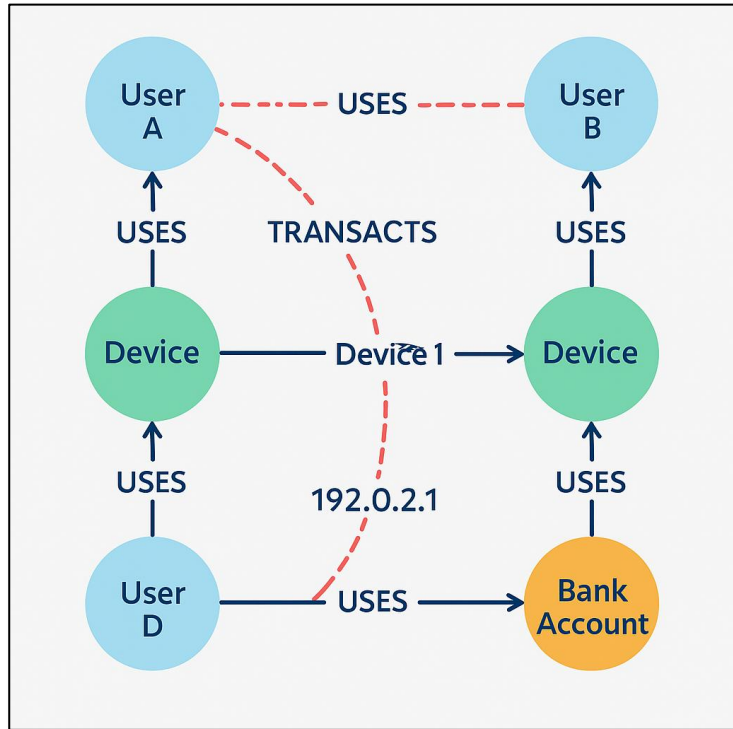 User
A
USES
User
B
USES
TRANSACTS
USES
Device
Device 1
Device
USES
192.0.2.1
USES
User
D
USES
Bank
Account